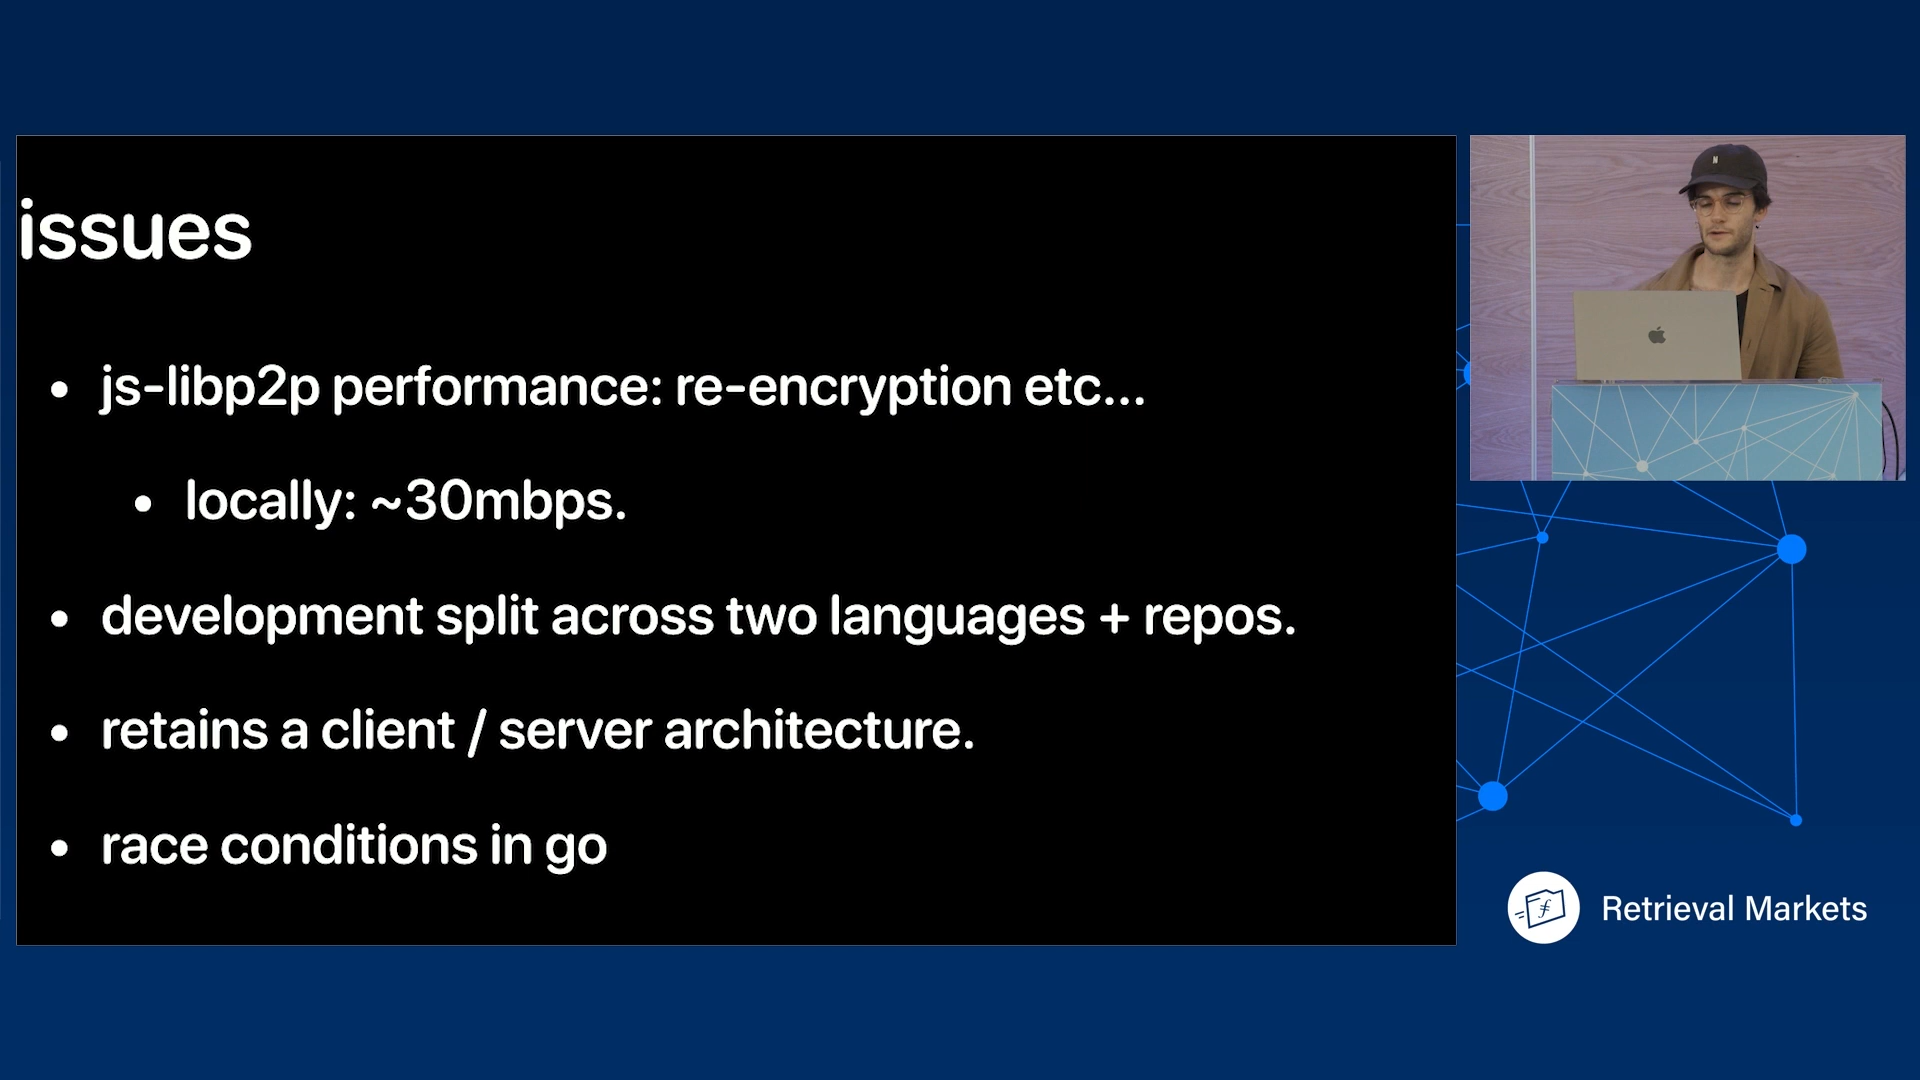 issues
• js-libp2p performance: re-encryption etc...
• locally: ~30mbps.
• development split across two languages + repos.
• retains a client / server architecture.
• race conditions in go
N
Retrieval Markets